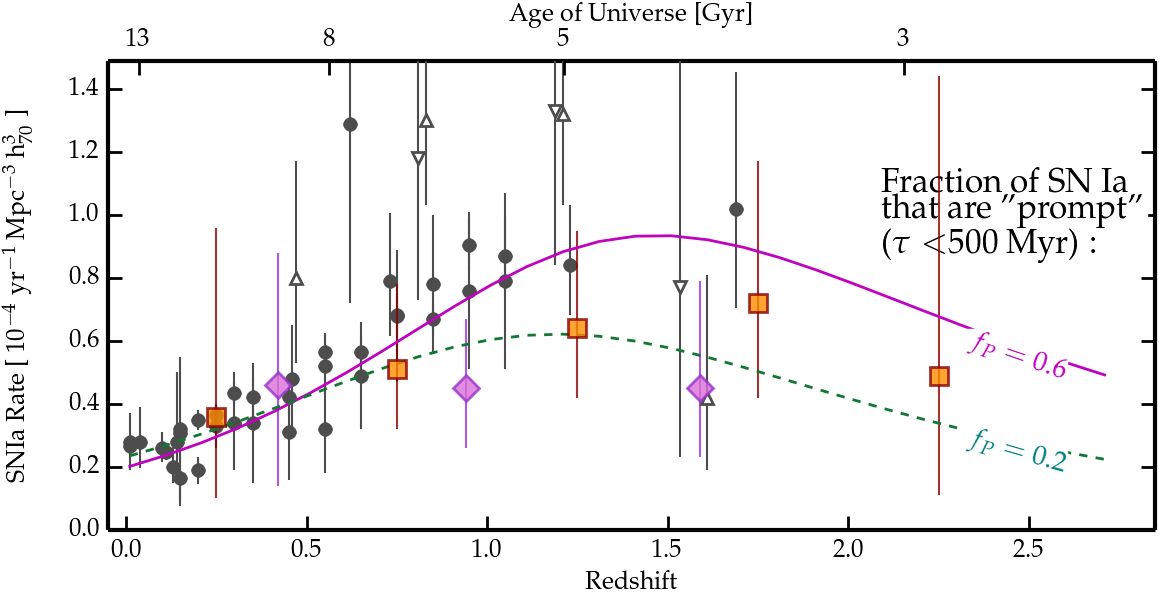 Age of Universe [Gyr]
13 8 5 3
SNIa Rate [ 10⁻⁴ yr⁻¹ Mpc⁻³ h³₇₀ ]
1.4
1.2
1.0
0.8
0.6
0.4
0.2
0.0
Fraction of SN Ia
that are ”prompt”
(τ <500 Myr) :
f_P = 0.6
f_P = 0.2
0.0 0.5 1.0 1.5 2.0 2.5
Redshift